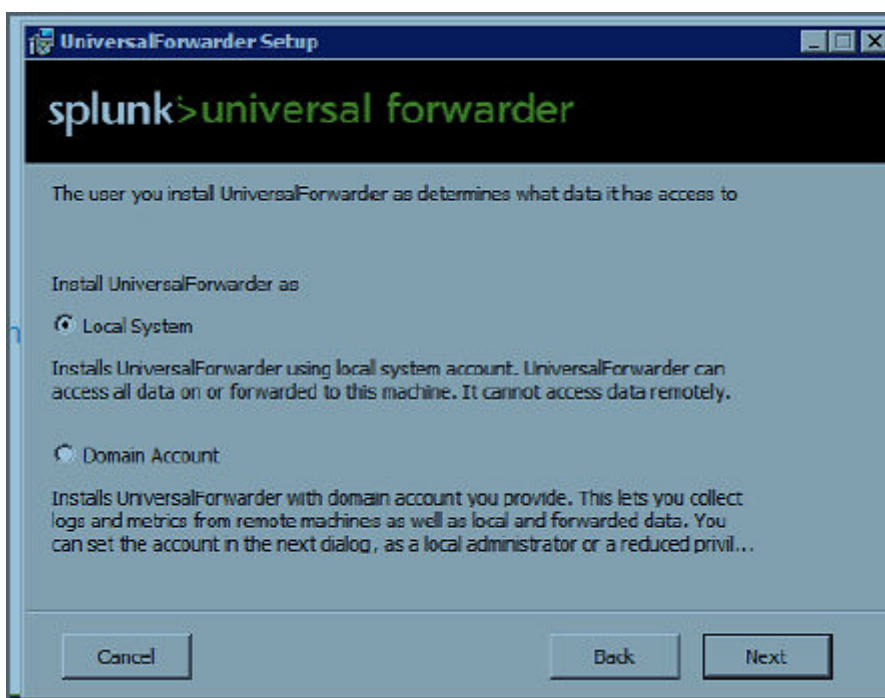 UniversalForwarder Setup
splunk>universal forwarder
The user you install UniversalForwarder as determines what data it has access to
Install UniversalForwarder as
Local System
Installs UniversalForwarder using local system account. UniversalForwarder can
access all data on or forwarded to this machine. It cannot access data remotely.
Domain Account
Installs UniversalForwarder with domain account you provide. This lets you collect
logs and metrics from remote machines as well as local and forwarded data. You
can set the account in the next dialog, as a local administrator or a reduced privil...
Cancel
Back
Next